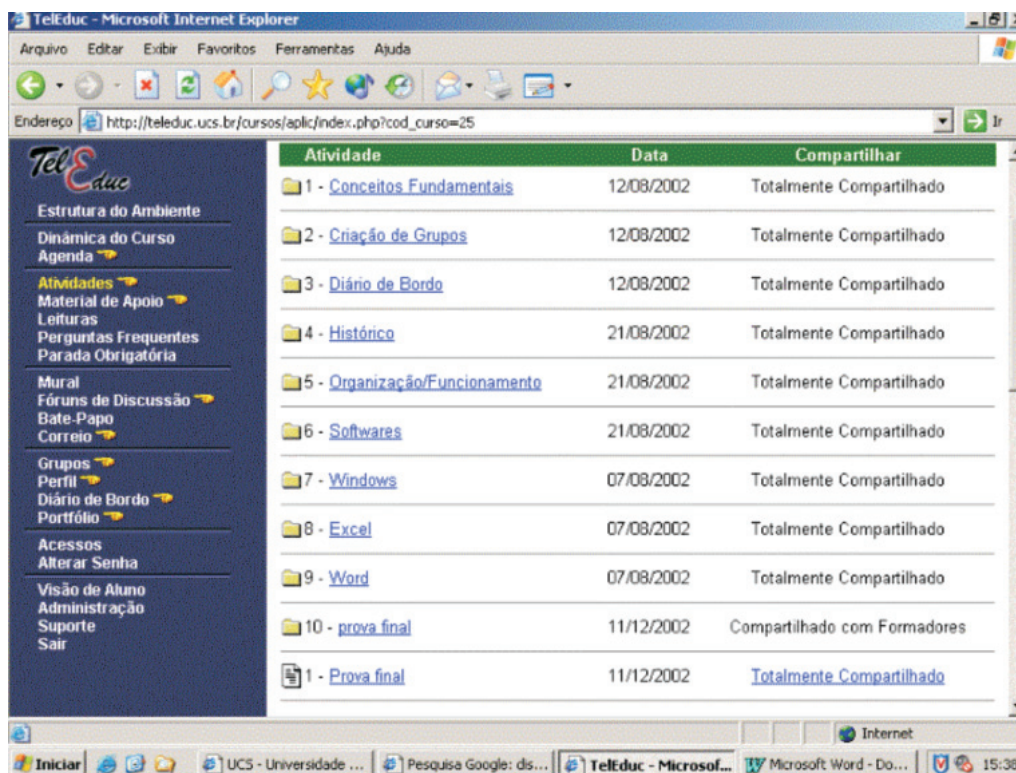 TelEduc - Microsoft Internet Explorer
Arquivo Editar Exibir Favoritos Ferramentas Ajuda
Endereço http://teleduc.ucs.br/cursos/aplic/index.php?cod_curso=25 Ir
TelEduc
Estrutura do Ambiente
Dinâmica do Curso
Agenda
Atividades
Material de Apoio
Leituras
Perguntas Frequentes
Parada Obrigatória
Mural
Fóruns de Discussão
Bate-Papo
Correio
Grupos
Perfil
Diário de Bordo
Portfólio
Acessos
Alterar Senha
Visão de Aluno
Administração
Suporte
Sair
Atividade Data Compartilhar
1 - Conceitos Fundamentais 12/08/2002 Totalmente Compartilhado
2 - Criação de Grupos 12/08/2002 Totalmente Compartilhado
3 - Diário de Bordo 12/08/2002 Totalmente Compartilhado
4 - Histórico 21/08/2002 Totalmente Compartilhado
5 - Organização/Funcionamento 21/08/2002 Totalmente Compartilhado
6 - Softwares 21/08/2002 Totalmente Compartilhado
7 - Windows 07/08/2002 Totalmente Compartilhado
8 - Excel 07/08/2002 Totalmente Compartilhado
9 - Word 07/08/2002 Totalmente Compartilhado
10 - prova final 11/12/2002 Compartilhado com Formadores
1 - Prova final 11/12/2002 Totalmente Compartilhado
Internet
Iniciar UCS - Universidade ... Pesquisa Google: dis... TelEduc - Microsof... Microsoft Word - Do... 15:38